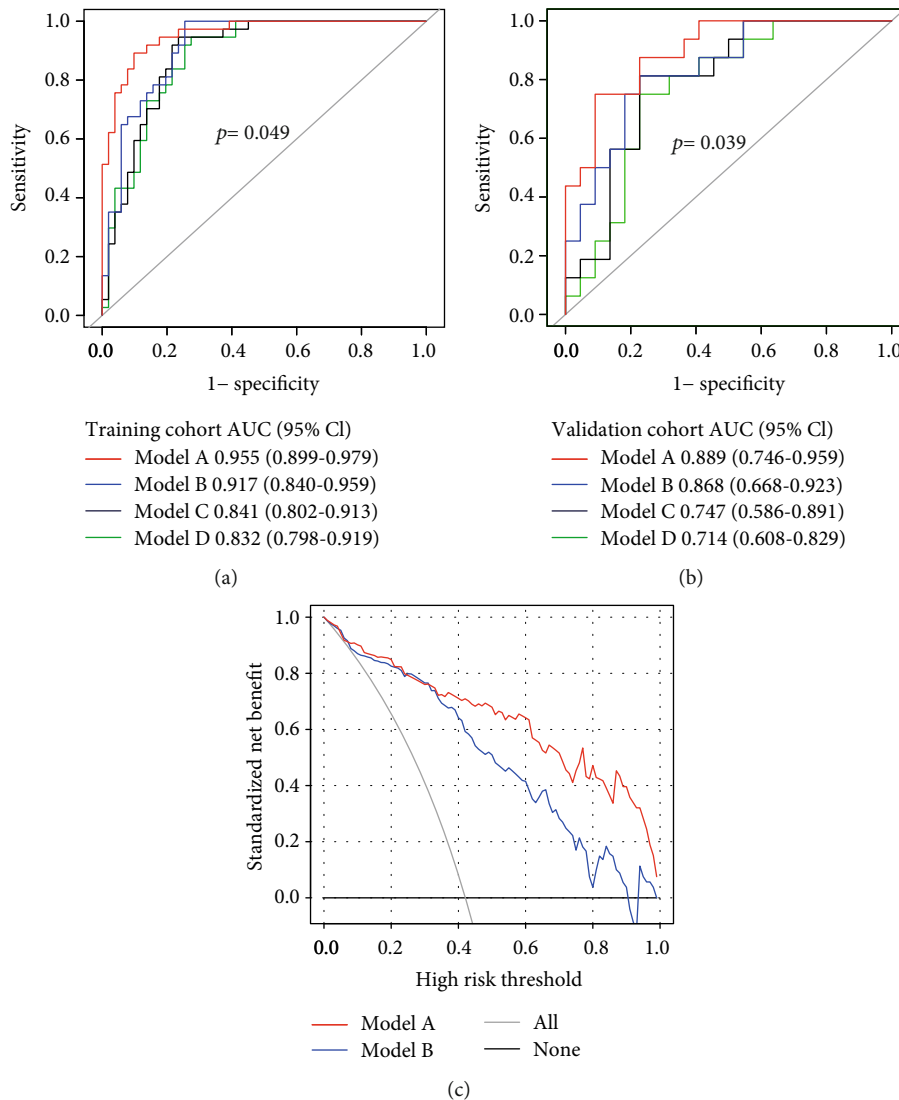 1.0
0.8
0.6
0.4
0.2
0.0
Sensitivity
p= 0.049
0.0 0.2 0.4 0.6 0.8 1.0
1− specificity
Training cohort AUC (95% Cl)
Model A 0.955 (0.899-0.979)
Model B 0.917 (0.840-0.959)
Model C 0.841 (0.802-0.913)
Model D 0.832 (0.798-0.919)
(a)
1.0
0.8
0.6
0.4
0.2
0.0
Sensitivity
p= 0.039
0.0 0.2 0.4 0.6 0.8 1.0
1− specificity
Validation cohort AUC (95% Cl)
Model A 0.889 (0.746-0.959)
Model B 0.868 (0.668-0.923)
Model C 0.747 (0.586-0.891)
Model D 0.714 (0.608-0.829)
(b)
1.0
0.8
0.6
0.4
0.2
0.0
Standardized net benefit
0.0 0.2 0.4 0.6 0.8 1.0
High risk threshold
Model A All
Model B None
(c)